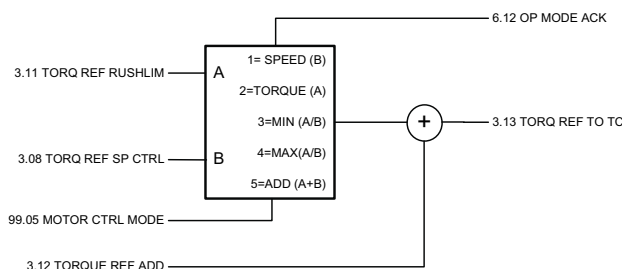 6.12 OP MODE ACK
1= SPEED (B)
3.11 TORQ REF RUSHLIM
A
2=TORQUE (A)
3=MIN (A/B)
+
3.13 TORQ REF TO TC
3.08 TORQ REF SP CTRL
B
4=MAX(A/B)
5=ADD (A+B)
99.05 MOTOR CTRL MODE
3.12 TORQUE REF ADD